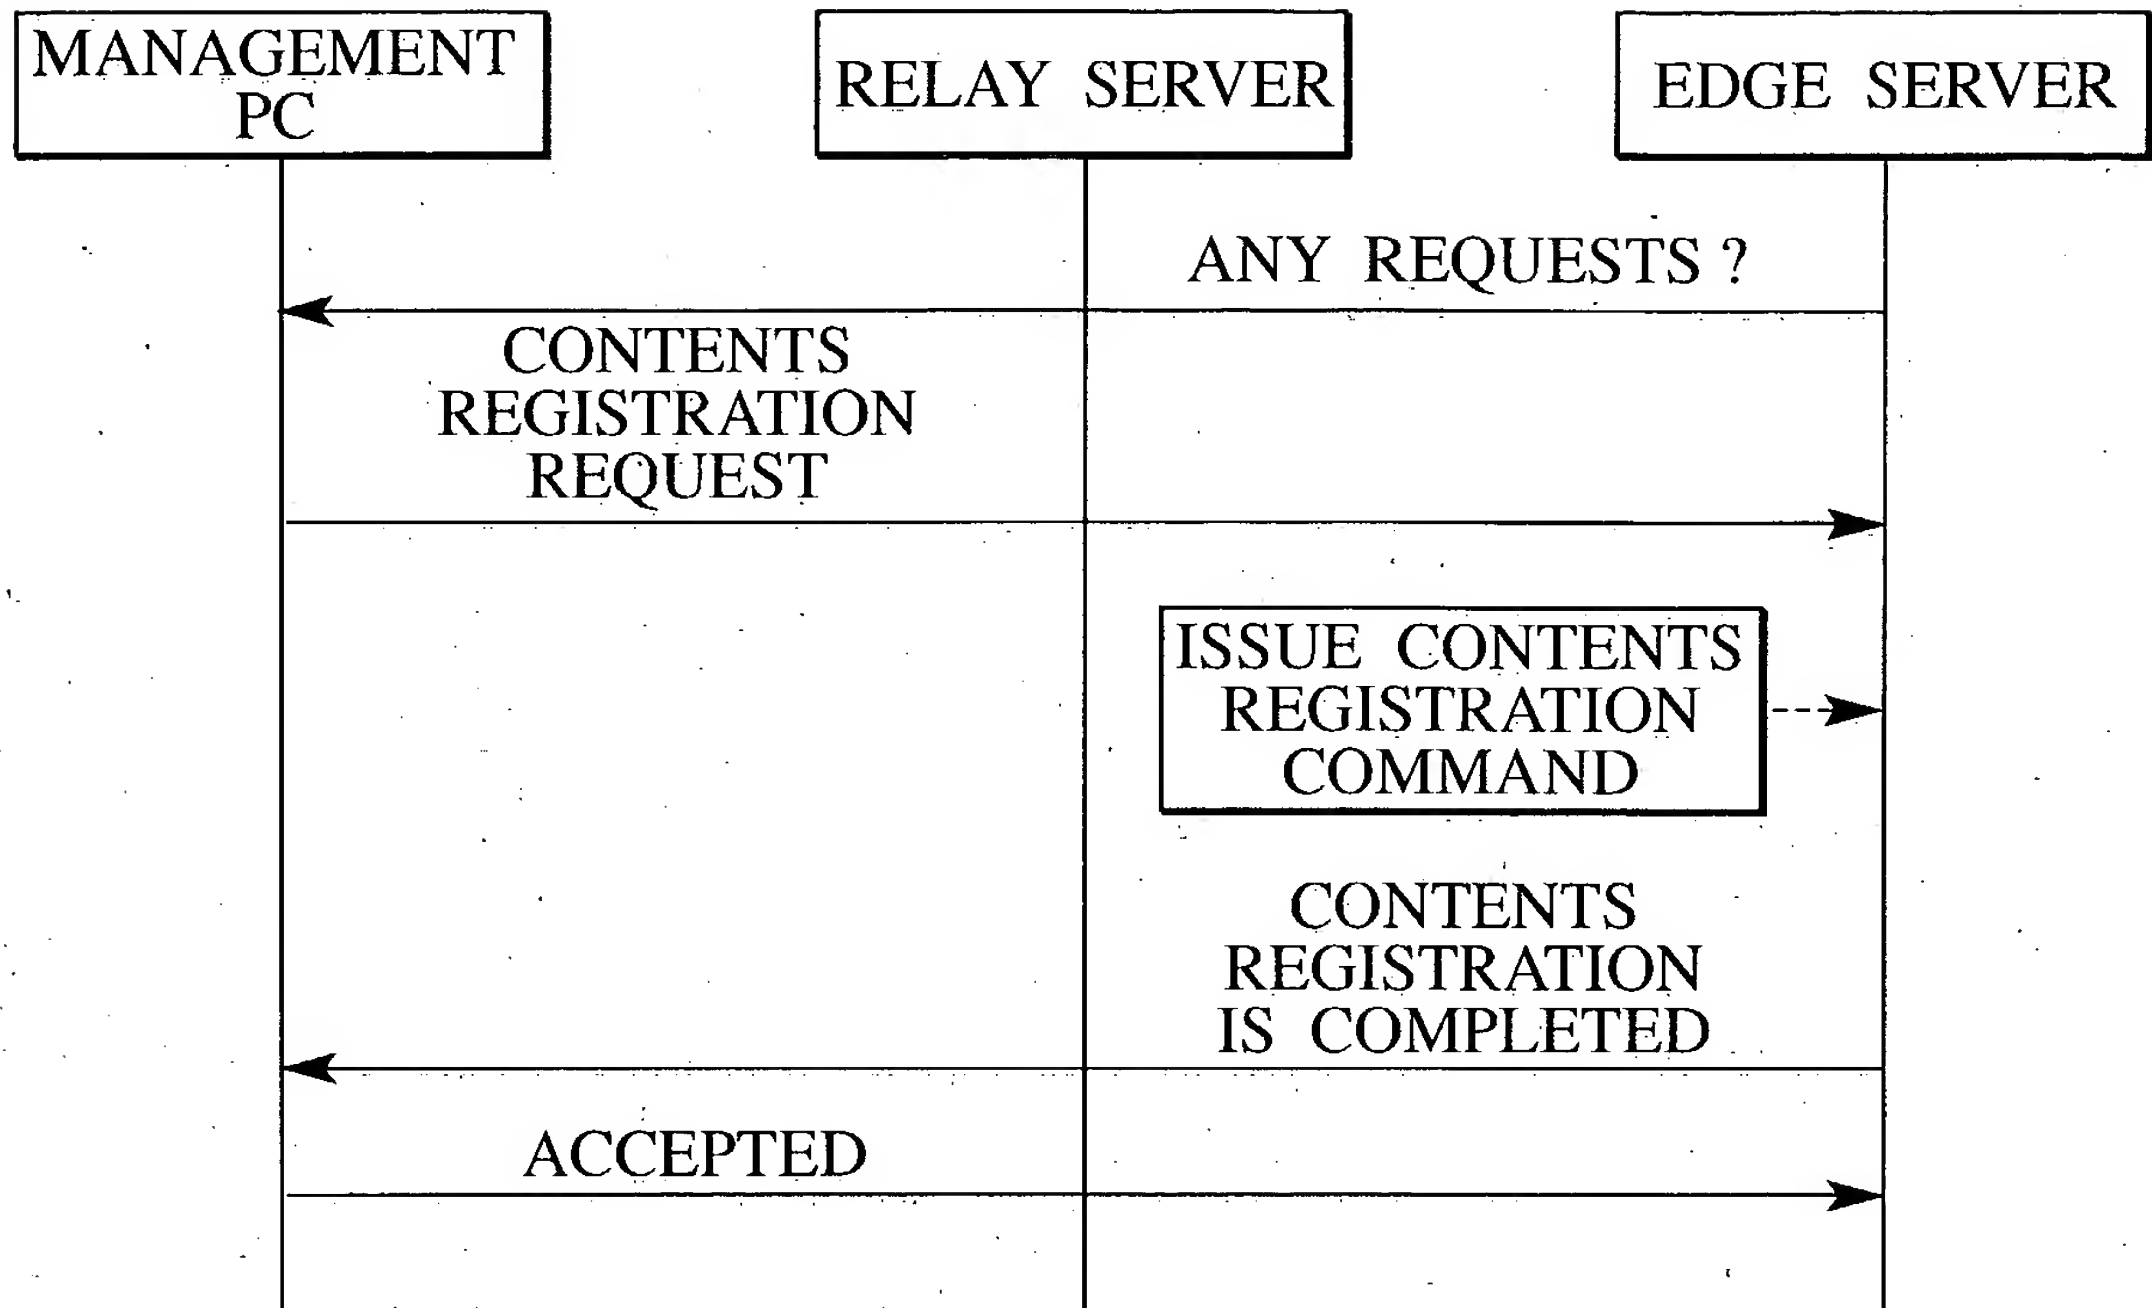 MANAGEMENT
PC
RELAY SERVER
EDGE SERVER
ANY REQUESTS ?
CONTENTS
REGISTRATION
REQUEST
ISSUE CONTENTS
REGISTRATION
COMMAND
CONTENTS
REGISTRATION
IS COMPLETED
ACCEPTED